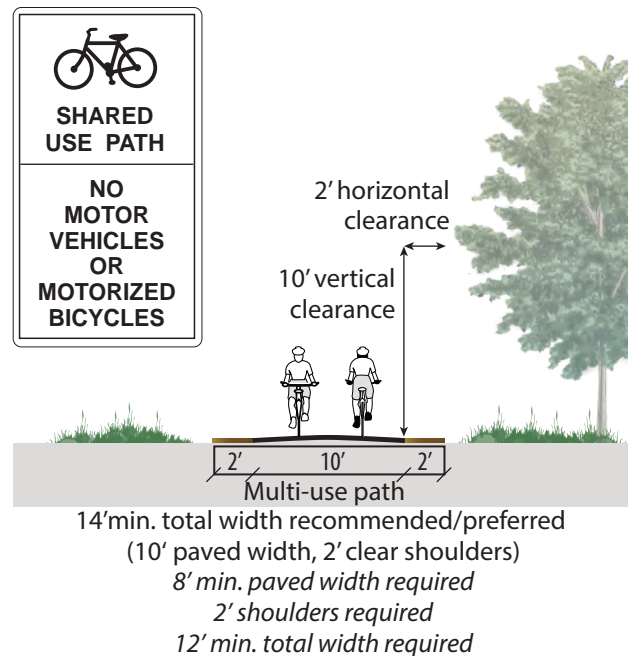 SHARED
USE PATH
NO
MOTOR
VEHICLES
OR
MOTORIZED
BICYCLES
2’ horizontal
clearance
10’ vertical
clearance
2’ 10’ 2’
Multi-use path
14’min. total width recommended/preferred
(10‘ paved width, 2’ clear shoulders)
8’ min. paved width required
2’ shoulders required
12’ min. total width required